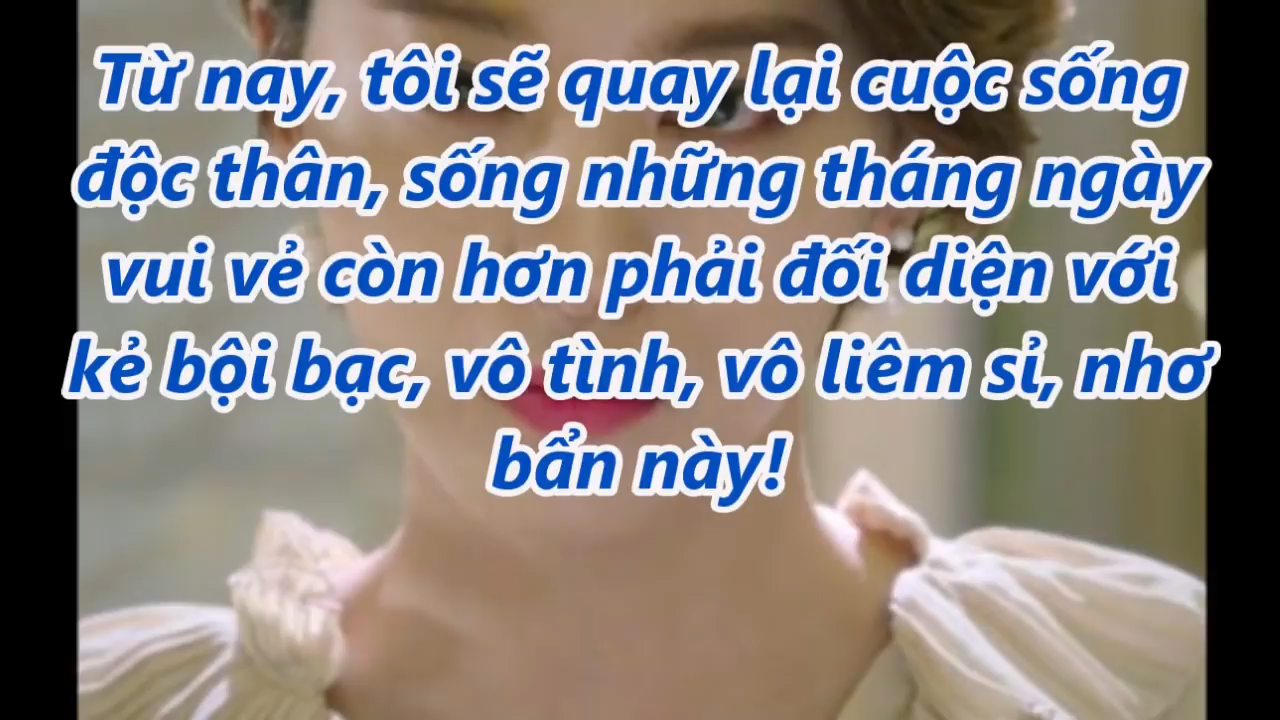 Từ nay, tôi sẽ quay lại cuộc sống
độc thân, sống những tháng ngày
vui vẻ còn hơn phải đối diện với
kẻ bội bạc, vô tình, vô liêm sỉ, nhơ
bẩn này!